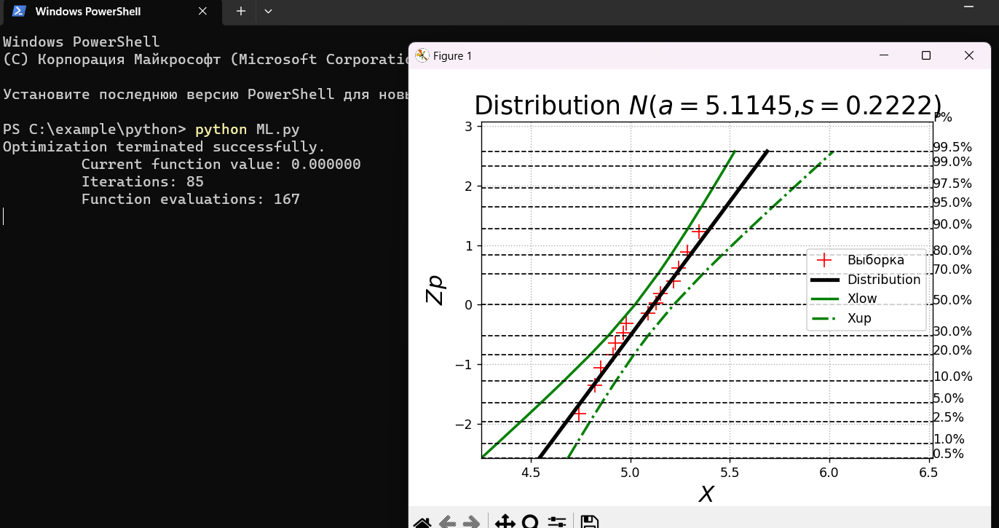 Windows PowerShell
Windows PowerShell
(C) Корпорация Майкрософт (Microsoft Corporatio
Установите последнюю версию PowerShell для новы
PS C:\example\python> python ML.py
Optimization terminated successfully.
Current function value: 0.000000
Iterations: 85
Function evaluations: 167
Figure 1
Distribution N(a = 5.1145,s = 0.2222)
P%
3
2
1
0
−1
−2
Zp
99.5%
99.0%
97.5%
95.0%
90.0%
80.0%
70.0%
50.0%
30.0%
20.0%
10.0%
5.0%
2.5%
1.0%
0.5%
Выборка
Distribution
Xlow
Xup
4.5 5.0 5.5 6.0 6.5
X